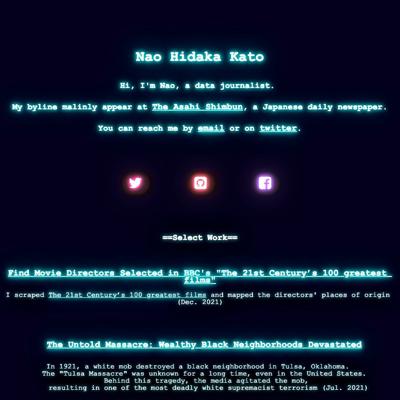 Nao Hidaka Kato
Hi, I'm Nao, a data journalist.
My byline malinly appear at The Asahi Shimbun, a Japanese daily newspaper.
You can reach me by email or on twitter.
==Select Work==
Find Movie Directors Selected in BBC's "The 21st Century’s 100 greatest
films"
I scraped The 21st Century’s 100 greatest films and mapped the directors' places of origin
(Dec. 2021)
The Untold Massacre: Wealthy Black Neighborhoods Devastated
In 1921, a white mob destroyed a black neighborhood in Tulsa, Oklahoma.
The "Tulsa Massacre" was unknown for a long time, even in the United States.
Behind this tragedy, the media agitated the mob,
resulting in one of the most deadly white supremacist terrorism (Jul. 2021)